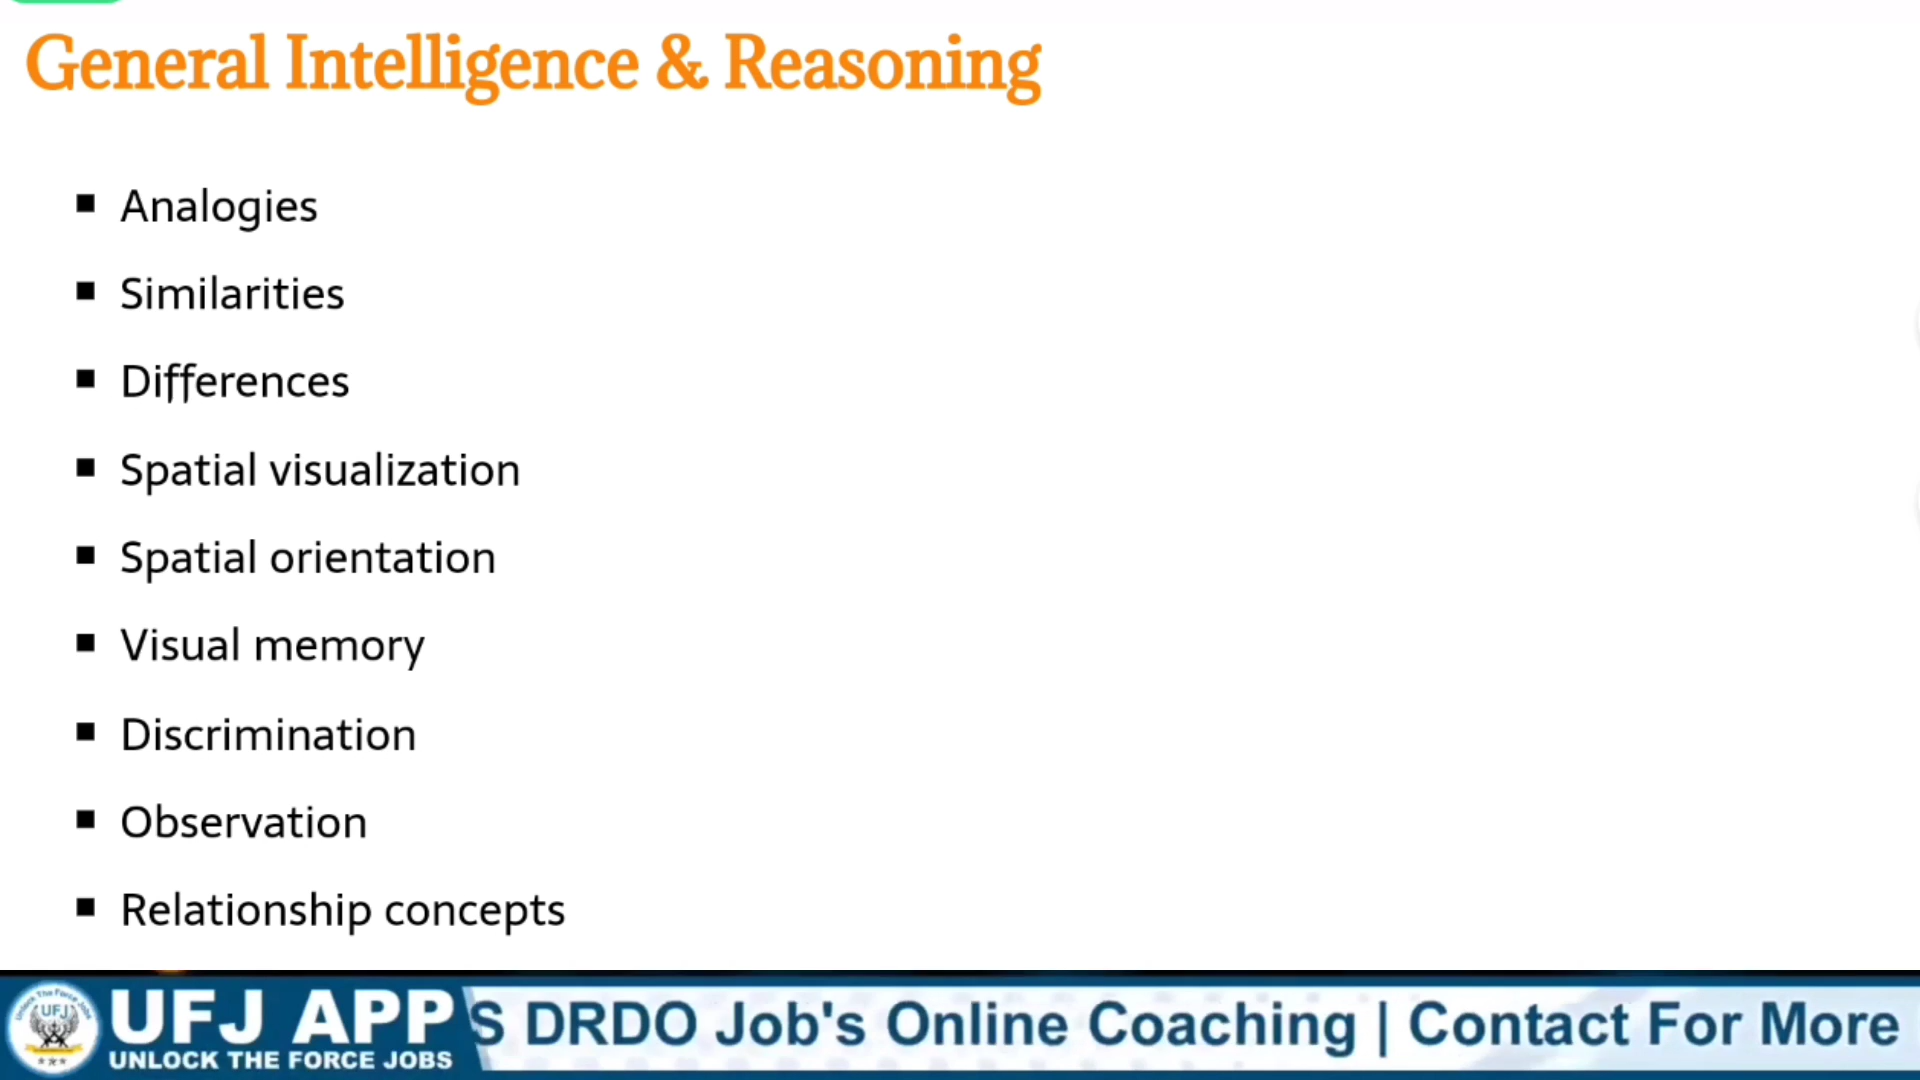 General Intelligence & Reasoning
Analogies
Similarities
Differences
Spatial visualization
Spatial orientation
Visual memory
Discrimination
Observation
Relationship concepts
UFJ
UFJ APP
UNLOCK THE FORCE JOBS
S DRDO Job's Online Coaching | Contact For More